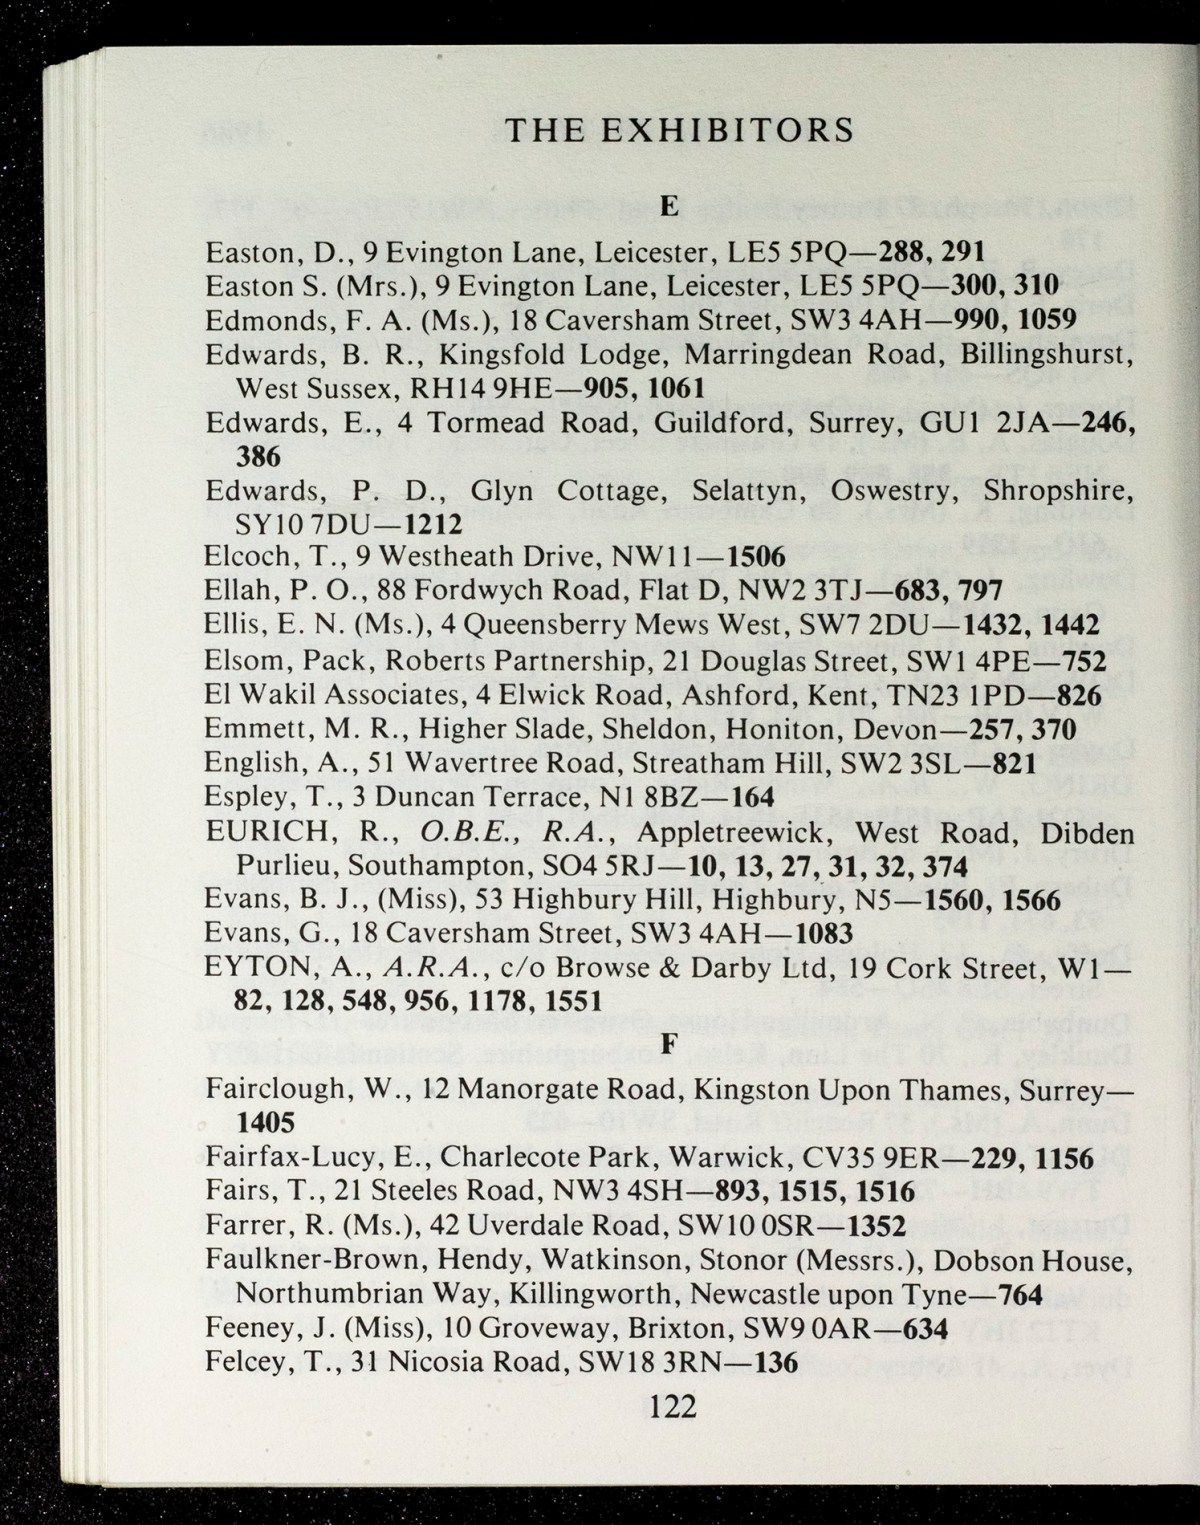 THE EXHIBITORS
E
Easton, D., 9 Evington Lane, Leicester, LE5 5PQ—288, 291
Easton S. (Mrs.), 9 Evington Lane, Leicester, LE5 5PQ—300, 310
Edmonds, F. A. (Ms.), 18 Caversham Street, SW3 4AH—990, 1059
Edwards, B. R., Kingsfold Lodge, Marringdean Road, Billingshurst,
West Sussex, RH14 9HE—905, 1061
Edwards, E., 4 Tormead Road, Guildford, Surrey, GU1 2JA—246,
386
Edwards, P. D., Glyn Cottage, Selattyn, Oswestry, Shropshire,
SY10 7DU—1212
Elcoch, T., 9 Westheath Drive, NW11—1506
Ellah, P. O., 88 Fordwych Road, Flat D, NW2 3TJ—683, 797
Ellis, E. N. (Ms.), 4 Queensberry Mews West, SW7 2DU—1432, 1442
Elsom, Pack, Roberts Partnership, 21 Douglas Street, SW1 4PE—752
El Wakil Associates, 4 Elwick Road, Ashford, Kent, TN23 1PD—826
Emmett, M. R., Higher Slade, Sheldon, Honiton, Devon—257, 370
English, A., 51 Wavertree Road, Streatham Hill, SW2 3SL—821
Espley, T., 3 Duncan Terrace, N1 8BZ—164
EURICH, R., O.B.E., R.A., Appletreewick, West Road, Dibden
Purlieu, Southampton, SO4 5RJ—10, 13, 27, 31, 32, 374
Evans, B. J., (Miss), 53 Highbury Hill, Highbury, N5—1560, 1566
Evans, G., 18 Caversham Street, SW3 4AH—1083
EYTON, A., A.R.A., c/o Browse & Darby Ltd, 19 Cork Street, W1—
82, 128, 548, 956, 1178, 1551
F
Fairclough, W., 12 Manorgate Road, Kingston Upon Thames, Surrey—
1405
Fairfax-Lucy, E., Charlecote Park, Warwick, CV35 9ER—229, 1156
Fairs, T., 21 Steeles Road, NW3 4SH—893, 1515, 1516
Farrer, R. (Ms.), 42 Uverdale Road, SW10 0SR—1352
Faulkner-Brown, Hendy, Watkinson, Stonor (Messrs.), Dobson House,
Northumbrian Way, Killingworth, Newcastle upon Tyne—764
Feeney, J. (Miss), 10 Groveway, Brixton, SW9 0AR—634
Felcey, T., 31 Nicosia Road, SW18 3RN—136
122